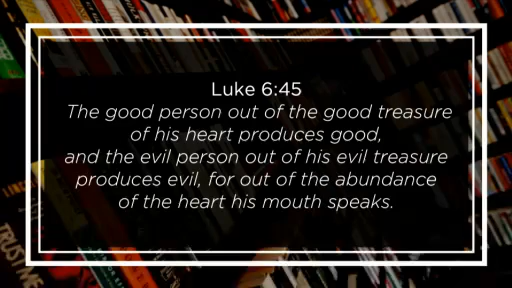 Luke 6:45
The good person out of the good treasure
of his heart produces good,
and the evil person out of his evil treasure
produces evil, for out of the abundance
of the heart his mouth speaks.
TRUST ME